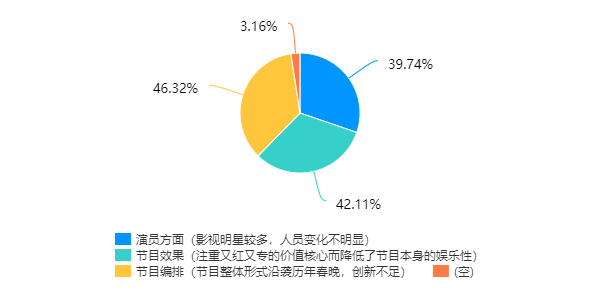 3.16%
39.74%
46.32%
42.11%
演员方面（影视明星较多，人员变化不明显）
节目效果（注重又红又专的价值核心而降低了节目本身的娱乐性）
节目编排（节目整体形式沿袭历年春晚，创新不足） (空)